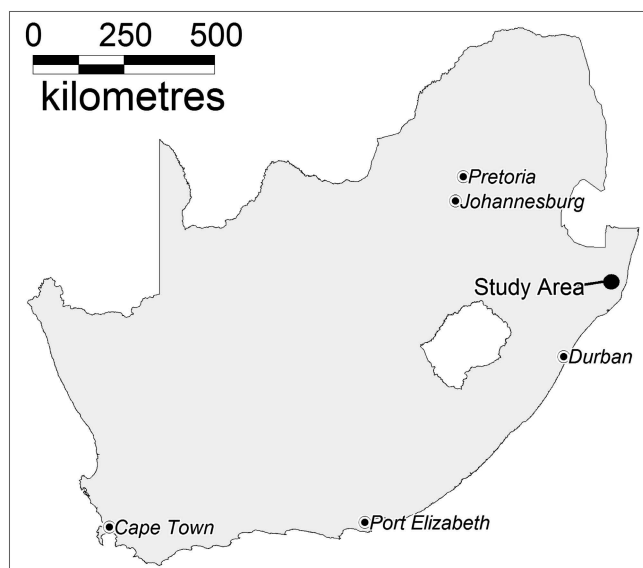 0 250 500
kilometres
Pretoria
Johannesburg
Study Area
Durban
Port Elizabeth
Cape Town